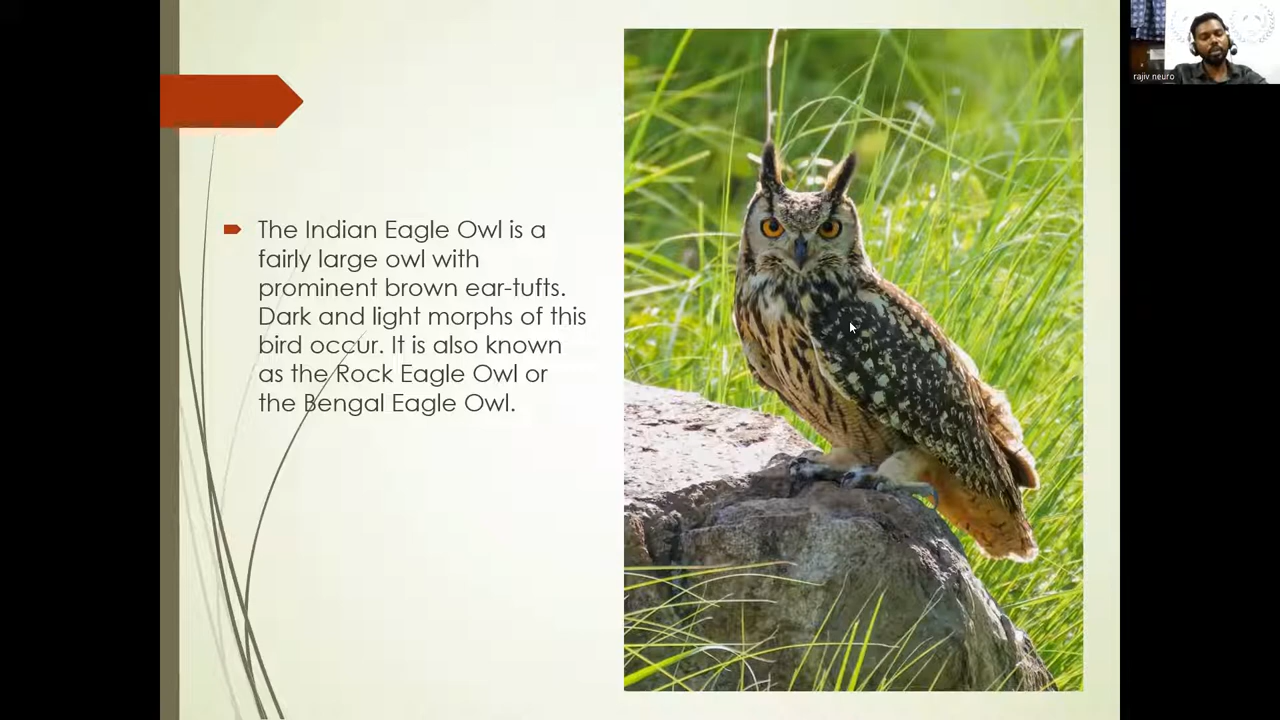 The Indian Eagle Owl is a
fairly large owl with
prominent brown ear-tufts.
Dark and light morphs of this
bird occur. It is also known
as the Rock Eagle Owl or
the Bengal Eagle Owl.
rajiv neuro